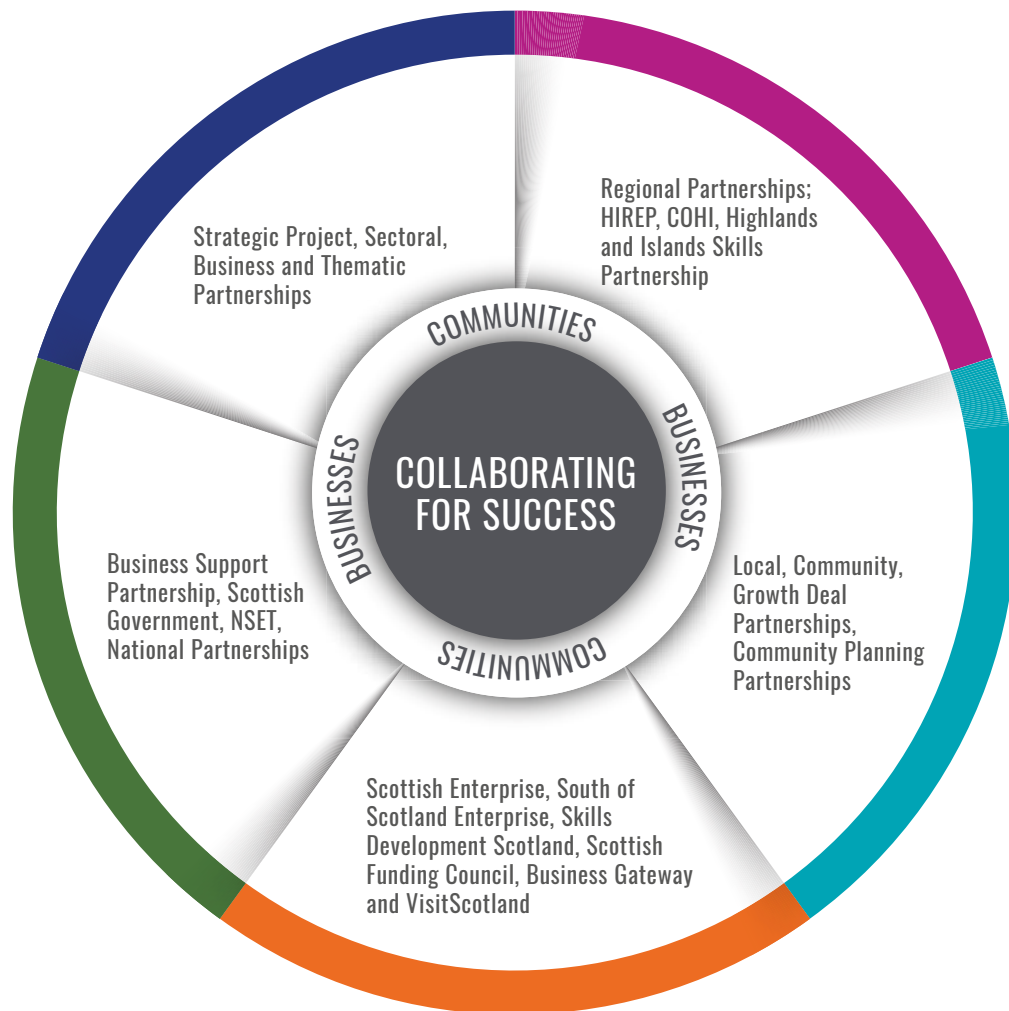 Regional Partnerships;
HIREP, COHI, Highlands
and Islands Skills
Partnership
Strategic Project, Sectoral,
Business and Thematic
Partnerships
COMMUNITIES
BUSINESSES
BUSINESSES
COLLABORATING
FOR SUCCESS
COMMUNITIES
Business Support
Partnership, Scottish
Government, NSET,
National Partnerships
Local, Community,
Growth Deal
Partnerships,
Community Planning
Partnerships
Scottish Enterprise, South of
Scotland Enterprise, Skills
Development Scotland, Scottish
Funding Council, Business Gateway
and VisitScotland